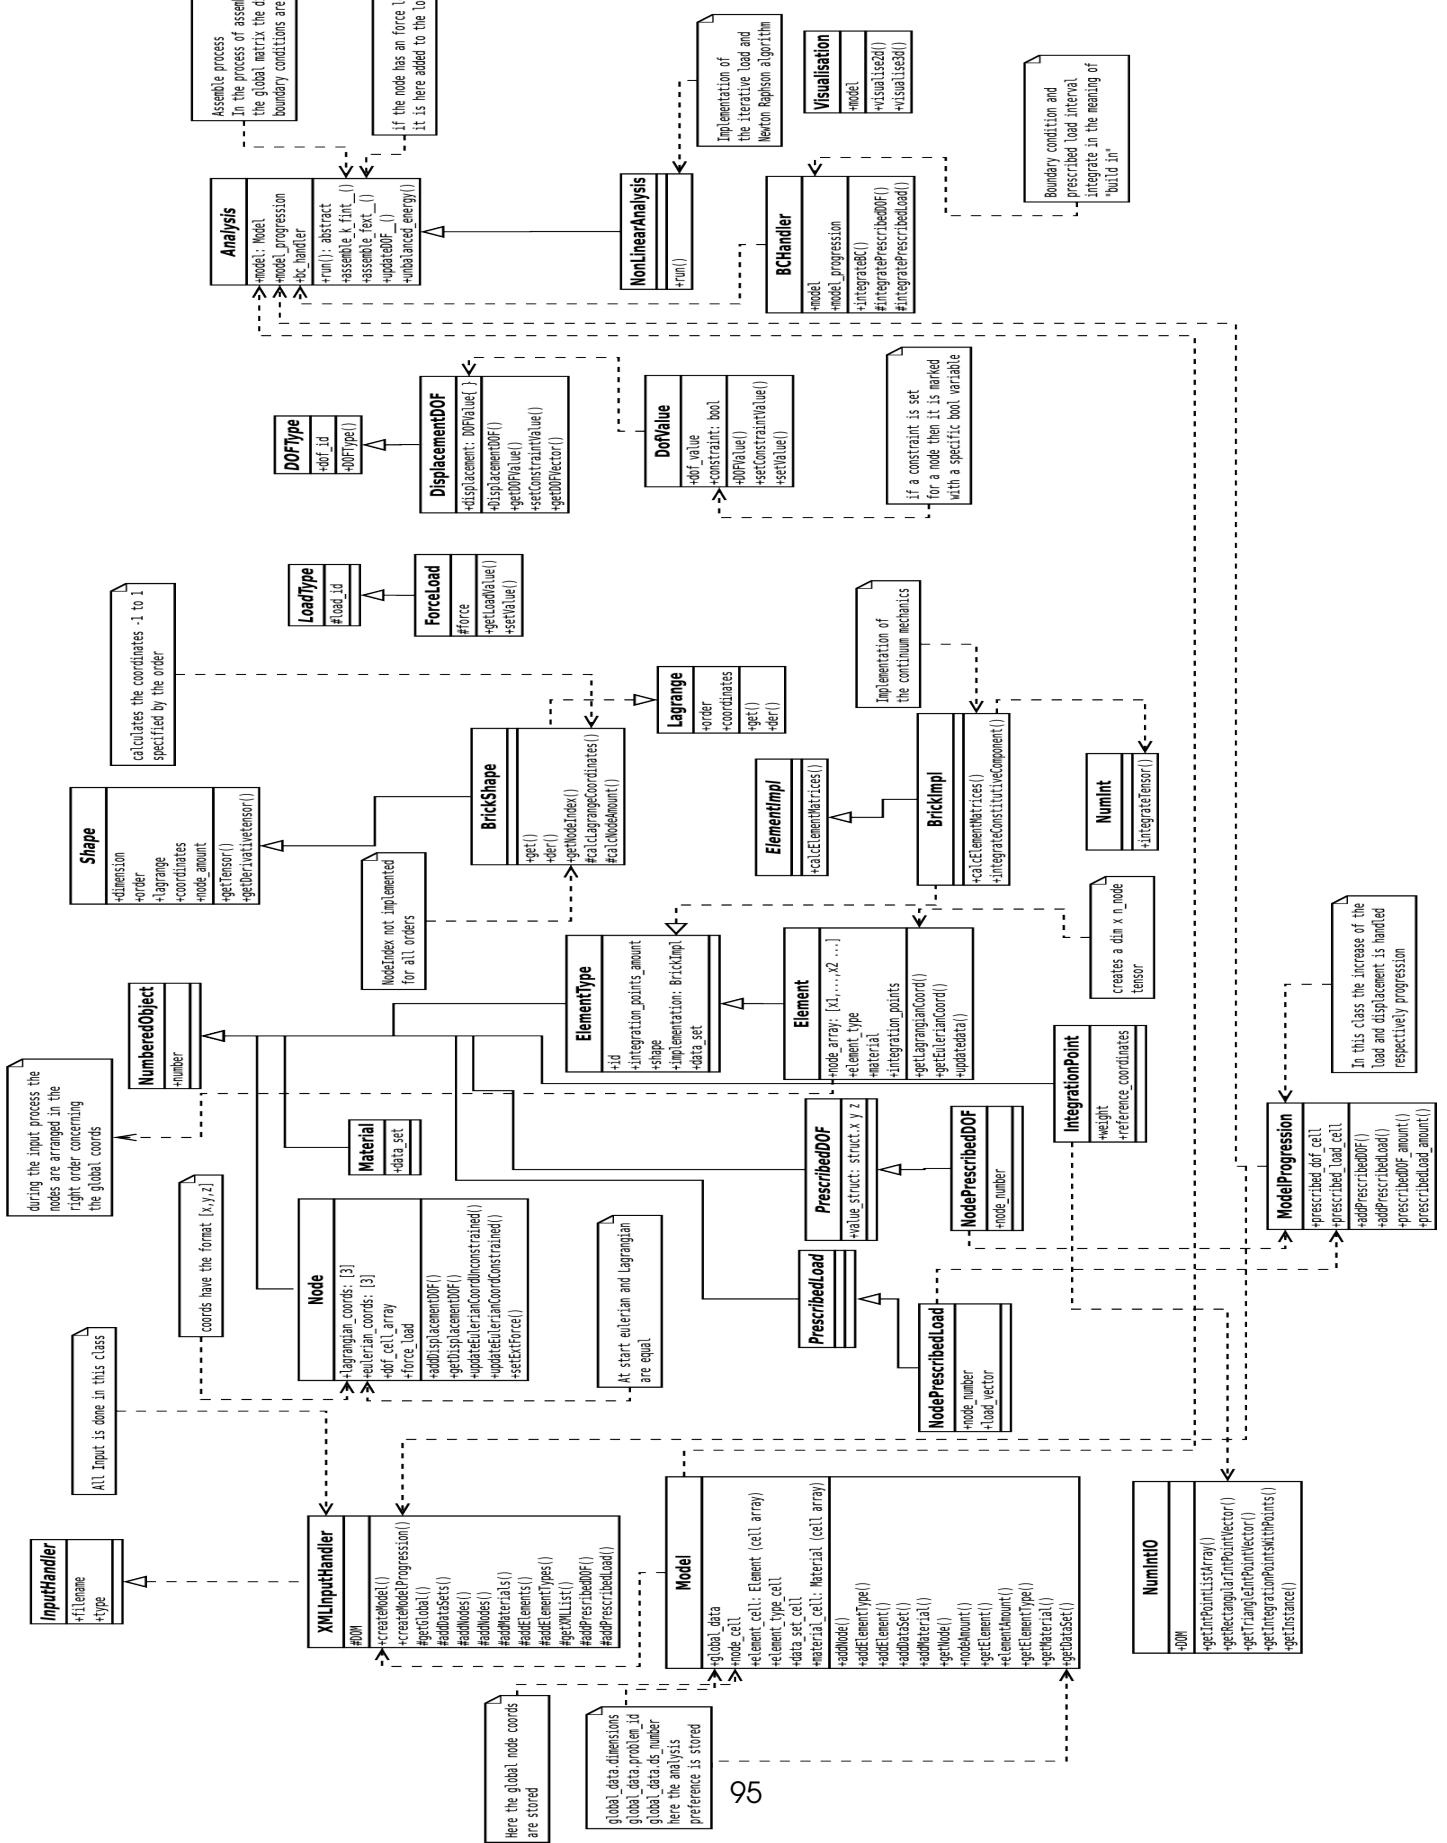 InputHandler
+filename
+type
All Input is done in this class
coords have the format [x,y,z]
during the input process the
nodes are arranged in the
right order concerning
the global coords
NumberedObject
+number
Shape
+dimension
+order
+lagrange
+coordinates
+node_amount
+getTensor()
+getDerivativetensor()
calculates the coordinates -1 to 1
specified by the order
Assemble process
In the process of assem
the global matrix the d
boundary conditions are
if the node has an force l
it is here added to the lo
XMLInputHandler
#DOM
+createModel()
+createModelProgression()
#getGlobal()
#addDataSets()
#addNodes()
#addNodes()
#addMaterials()
#addElements()
#addElementTypes()
#getXMLList()
#addPresribedDOF()
#addPrescribedLoad()
Node
+lagrangian_coords: [3]
+eulerian_coords: [3]
+dof_cell_array
+force_load
+addDisplacementDOF()
+getDisplacementDOF()
+updateEulerianCoordUnconstrained()
+updateEulerianCoordConstrained()
+setExtForce()
At start eulerian and Lagrangian
are equal
Material
+data_set
NodeIndex not implemented
for all orders
BrickShape
+get()
+der()
+getNodeIndex()
#calcLagrangeCoordinates()
#calcNodeAmount()
Lagrange
+order
+coordinates
+get()
+der()
LoadType
#load_id
ForceLoad
#force
+getLoadValue()
+setValue()
DOFType
+dof_id
+DOFType()
DisplacementDOF
+displacement: DOFValue{ }
+DisplacementDOF()
+getDOFValue()
+setConstraintValue()
+getDOFVector()
DofValue
+dof_value
+constraint: bool
+DOFValue()
+setConstraintValue()
+setValue()
if a constraint is set
for a node then it is marked
with a specific bool variable
Analysis
+model: Model
+model_progression
+bc_handler
+run(): abstract
+assemble_k_fint__()
+assemble_fext__()
+updateDOF__()
+unbalanced_energy()
NonLinearAnalysis
+run()
Implementation of
the iterative load and
Newton Raphson algorithm
BCHandler
+model
+model_progression
+integrateBC()
#integratePrescribedDOF()
#integratePrescribedLoad()
Visualisation
+model
+visualise2d()
+visualise3d()
Boundary condition and
prescribed load interval
integrate in the meaning of
"build in"
ElementType
+id
+integration_points_amount
+shape
+implementation: BrickImpl
+data_set
Element
+node_array: [x1,...,x2 ...]
+element_type
+material
+integration_points
+getLagrangianCoord()
+getEulerianCoord()
+updatedata()
ElementImpl
+calcElementMatrices()
BrickImpl
+calcElementMatrices()
+integrateConstitutiveComponent()
Implementation of
the continuum mechanics
NumInt
+integrateTensor()
creates a dim x n_node
tensor
Here the global node coords
are stored
global_data.dimensions
global_data.problem_id
global_data.ds_number
here the analysis
preference is stored
Model
+global_data
+node_cell
+element_cell: Element (cell array)
+element_type_cell
+data_set_cell
+material_cell: Material (cell array)
+addNode()
+addElementType()
+addElement()
+addDataSet()
+addMaterial()
+getNode()
+nodeAmount()
+getElement()
+elementAmount()
+getElementType()
+getMaterial()
+getDataSet()
PrescribedLoad
NodePrescribedLoad
+node_number
+load_vector
PrescribedDOF
+value_struct: struct.x y z
NodePrescribedDOF
+node_number
IntegrationPoint
+weight
+reference_coordinates
NumIntIO
+DOM
+getIntPointListArray()
+getRectangularIntPointVector()
+getTriangleIntPointVector()
+getIntegrationPointsWithPoints()
+getInstance()
ModelProgression
+prescribed_dof_cell
+prescribed_load_cell
+addPrescribedDOF()
+addPrescribedLoad()
+prescribedDOF_amount()
+prescribedLoad_amount()
In this class the increase of the
load and displacement is handled
respectively progression
95